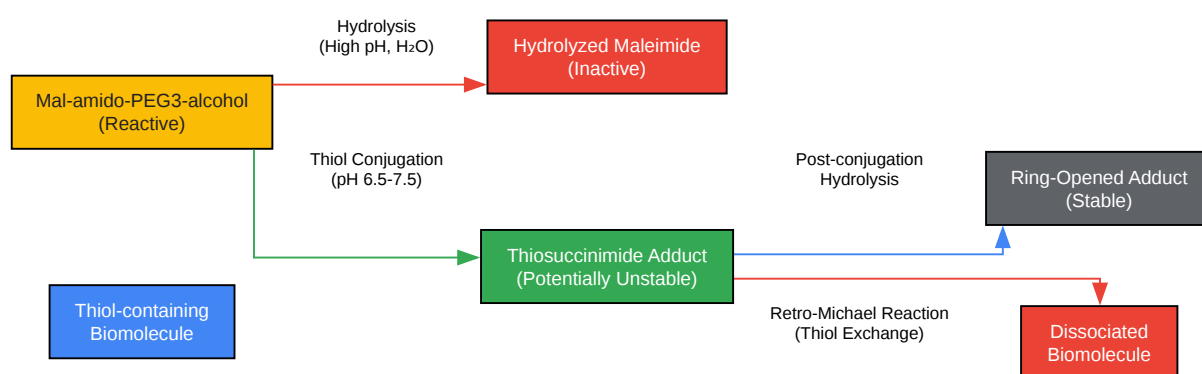 Hydrolysis
(High pH, H₂O)
Hydrolyzed Maleimide
(Inactive)
Mal-amido-PEG3-alcohol
(Reactive)
Thiol Conjugation
(pH 6.5-7.5)
Post-conjugation
Hydrolysis
Ring-Opened Adduct
(Stable)
Thiosuccinimide Adduct
(Potentially Unstable)
Thiol-containing
Biomolecule
Retro-Michael Reaction
(Thiol Exchange)
Dissociated
Biomolecule